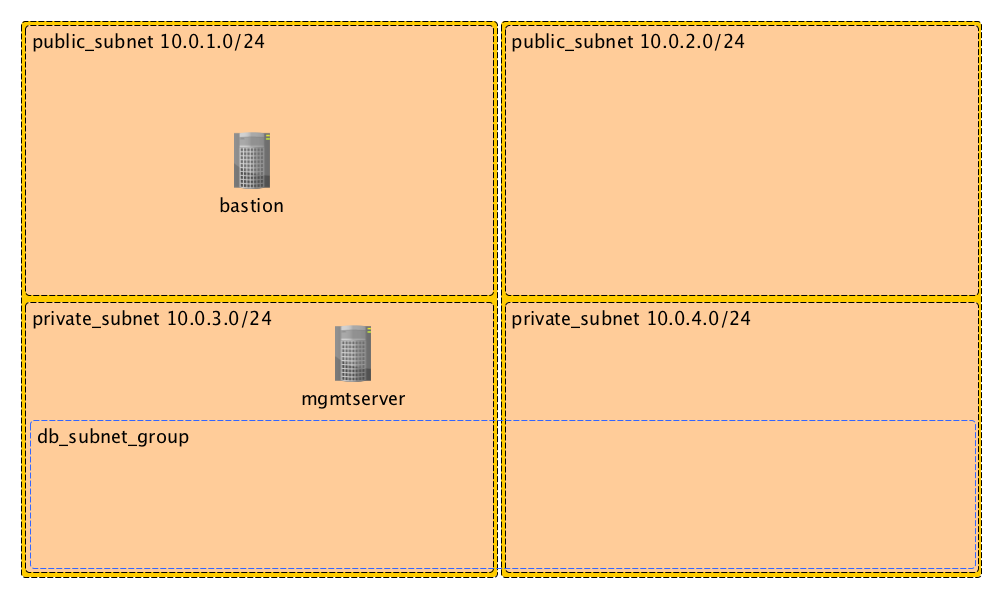 public_subnet 10.0.1.0/24
public_subnet 10.0.2.0/24
bastion
private_subnet 10.0.3.0/24
private_subnet 10.0.4.0/24
mgmtserver
db_subnet_group